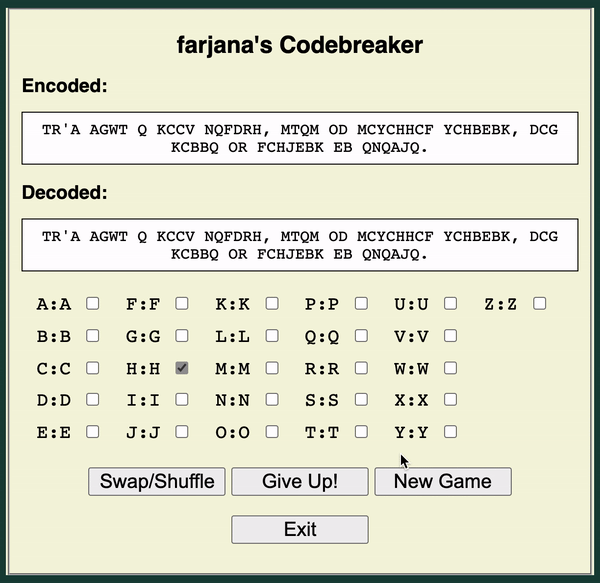 farjana's Codebreaker
Encoded:
TR'A AGWT Q KCCV NQFDRH, MTQM OD MCYCHHCF YCHBEBK, DCG
KCBBQ OR FCHJEBK EB QNQAJQ.
Decoded:
TR'A AGWT Q KCCV NQFDRH, MTQM OD MCYCHHCF YCHBEBK, DCG
KCBBQ OR FCHJEBK EB QNQAJQ.
A:A F:F K:K P:P U:U Z:Z
B:B G:G L:L Q:Q V:V
C:C H:H M:M R:R W:W
D:D I:I N:N S:S X:X
E:E J:J O:O T:T Y:Y
Swap/Shuffle Give Up! New Game
Exit